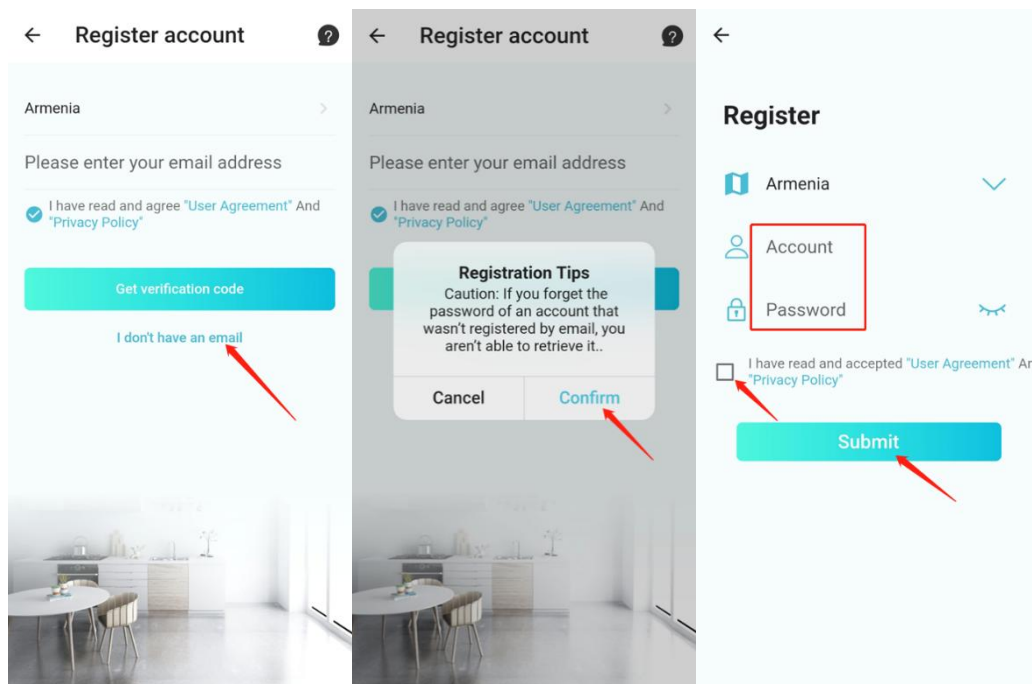 Register account
?
Armenia
Please enter your email address
I have read and agree "User Agreement" And
"Privacy Policy"
Get verification code
I don't have an email
Register account
?
Armenia
Please enter your email address
I have read and agree "User Agreement" And
"Privacy Policy"
Registration Tips
Caution: If you forget the
password of an account that
wasn't registered by email, you
aren't able to retrieve it..
Cancel Confirm
Register
Armenia
Account
Password
I have read and accepted "User Agreement" Ar
"Privacy Policy"
Submit